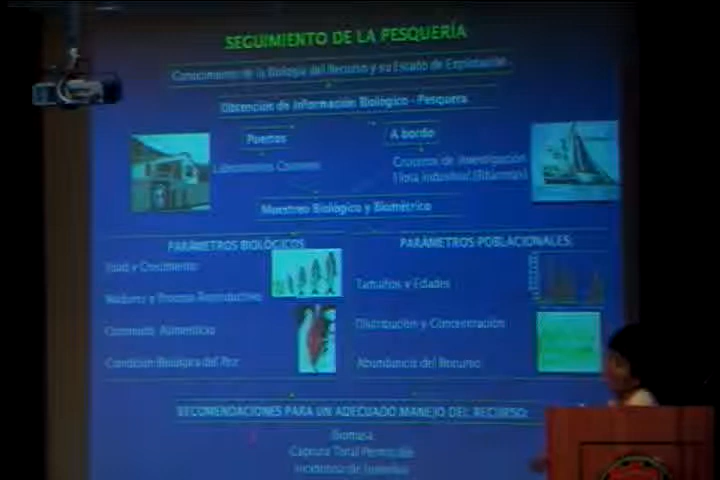 SEGUIMIENTO DE LA PESQUERÍA
Conocimiento de la Biología del Recurso y su Estado de Explotación
Obtención de Información Biológico - Pesquera
Puertos
A bordo
Laboratorios Costeros
Cruceros de Investigación
Flota Industrial (Bitácoras)
Muestreo Biológico y Biométrico
PARÁMETROS BIOLÓGICOS
Edad y Crecimiento
Madurez y Proceso Reproductivo
Contenido Alimenticio
Condición Biológica del Pez
PARÁMETROS POBLACIONALES:
Tamaños y Edades
Distribución y Concentración
Abundancia del Recurso
RECOMENDACIONES PARA UN ADECUADO MANEJO DEL RECURSO:
Biomasa
Captura Total Permisible
Incidencia de Juveniles